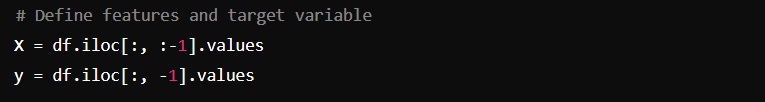 # Define features and target variable
X = df.iloc[:, :-1].values
y = df.iloc[:, -1].values